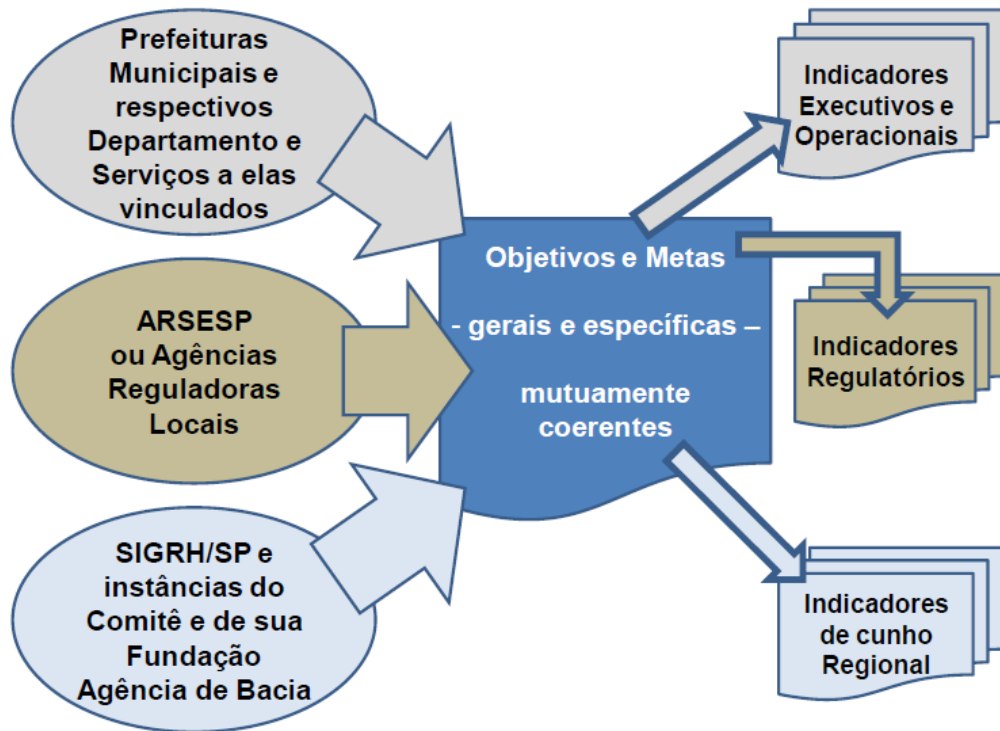 Prefeituras
Municipais e
respectivos
Departamento e
Serviços a elas
vinculados
ARSESP
ou Agências
Reguladoras
Locais
SIGRH/SP e
instâncias do
Comitê e de sua
Fundação
Agência de Bacia
Objetivos e Metas
- gerais e específicas –
mutuamente
coerentes
Indicadores
Executivos e
Operacionais
Indicadores
Regulatórios
Indicadores
de cunho
Regional